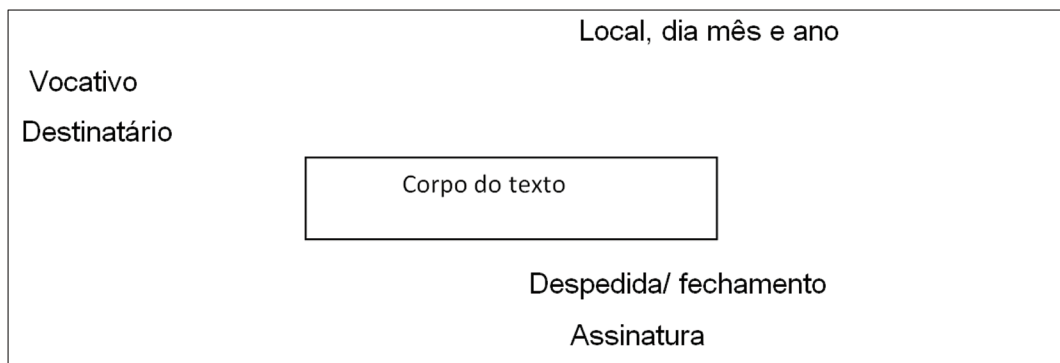 Local, dia mês e ano
Vocativo
Destinatário
Corpo do texto
Despedida/ fechamento
Assinatura